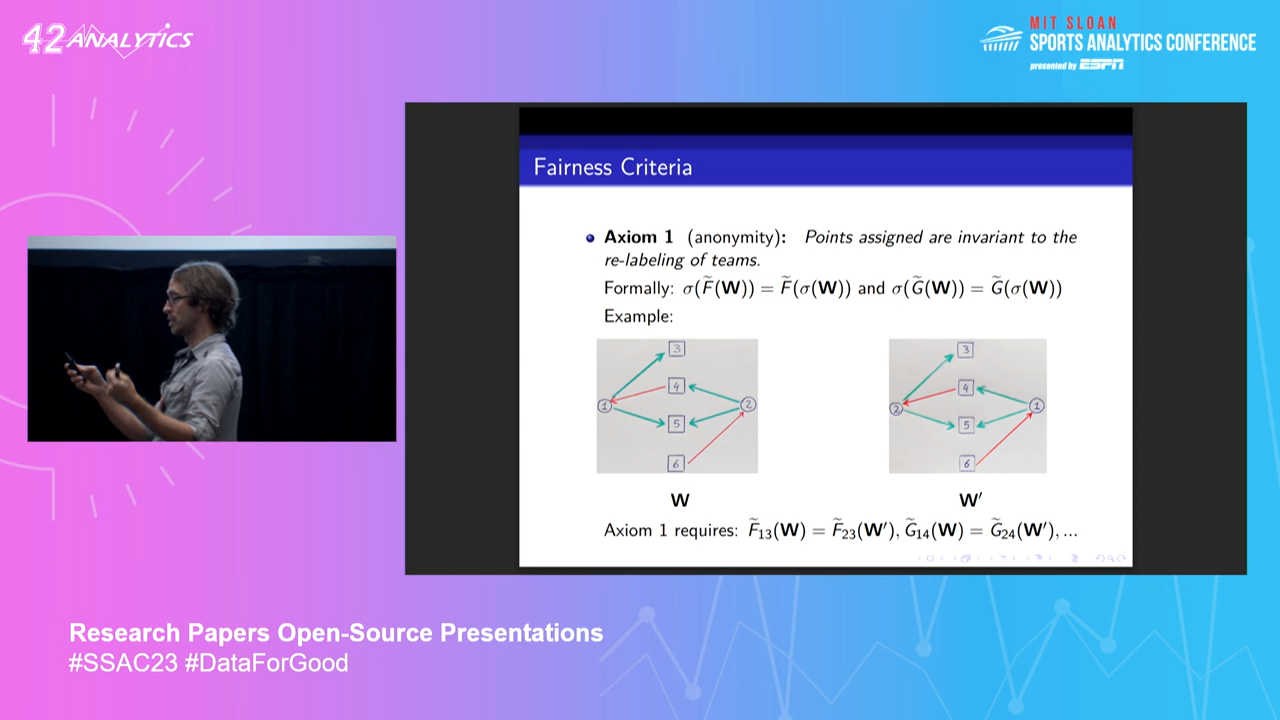 42 ANALYTICS
MIT SLOAN
SPORTS ANALYTICS CONFERENCE
presented by ESPN
Fairness Criteria
Axiom 1 (anonymity): Points assigned are invariant to the
re-labeling of teams.
Formally: σ(F̃(W)) = F̃(σ(W)) and σ(G̃(W)) = G̃(σ(W))
Example:
3
4
1
2
5
6
3
4
2
1
5
6
W
W′
Axiom 1 requires: F̃₁₃(W) = F̃₂₃(W′), G̃₁₄(W) = G̃₂₄(W′), ...
Research Papers Open-Source Presentations
#SSAC23 #DataForGood